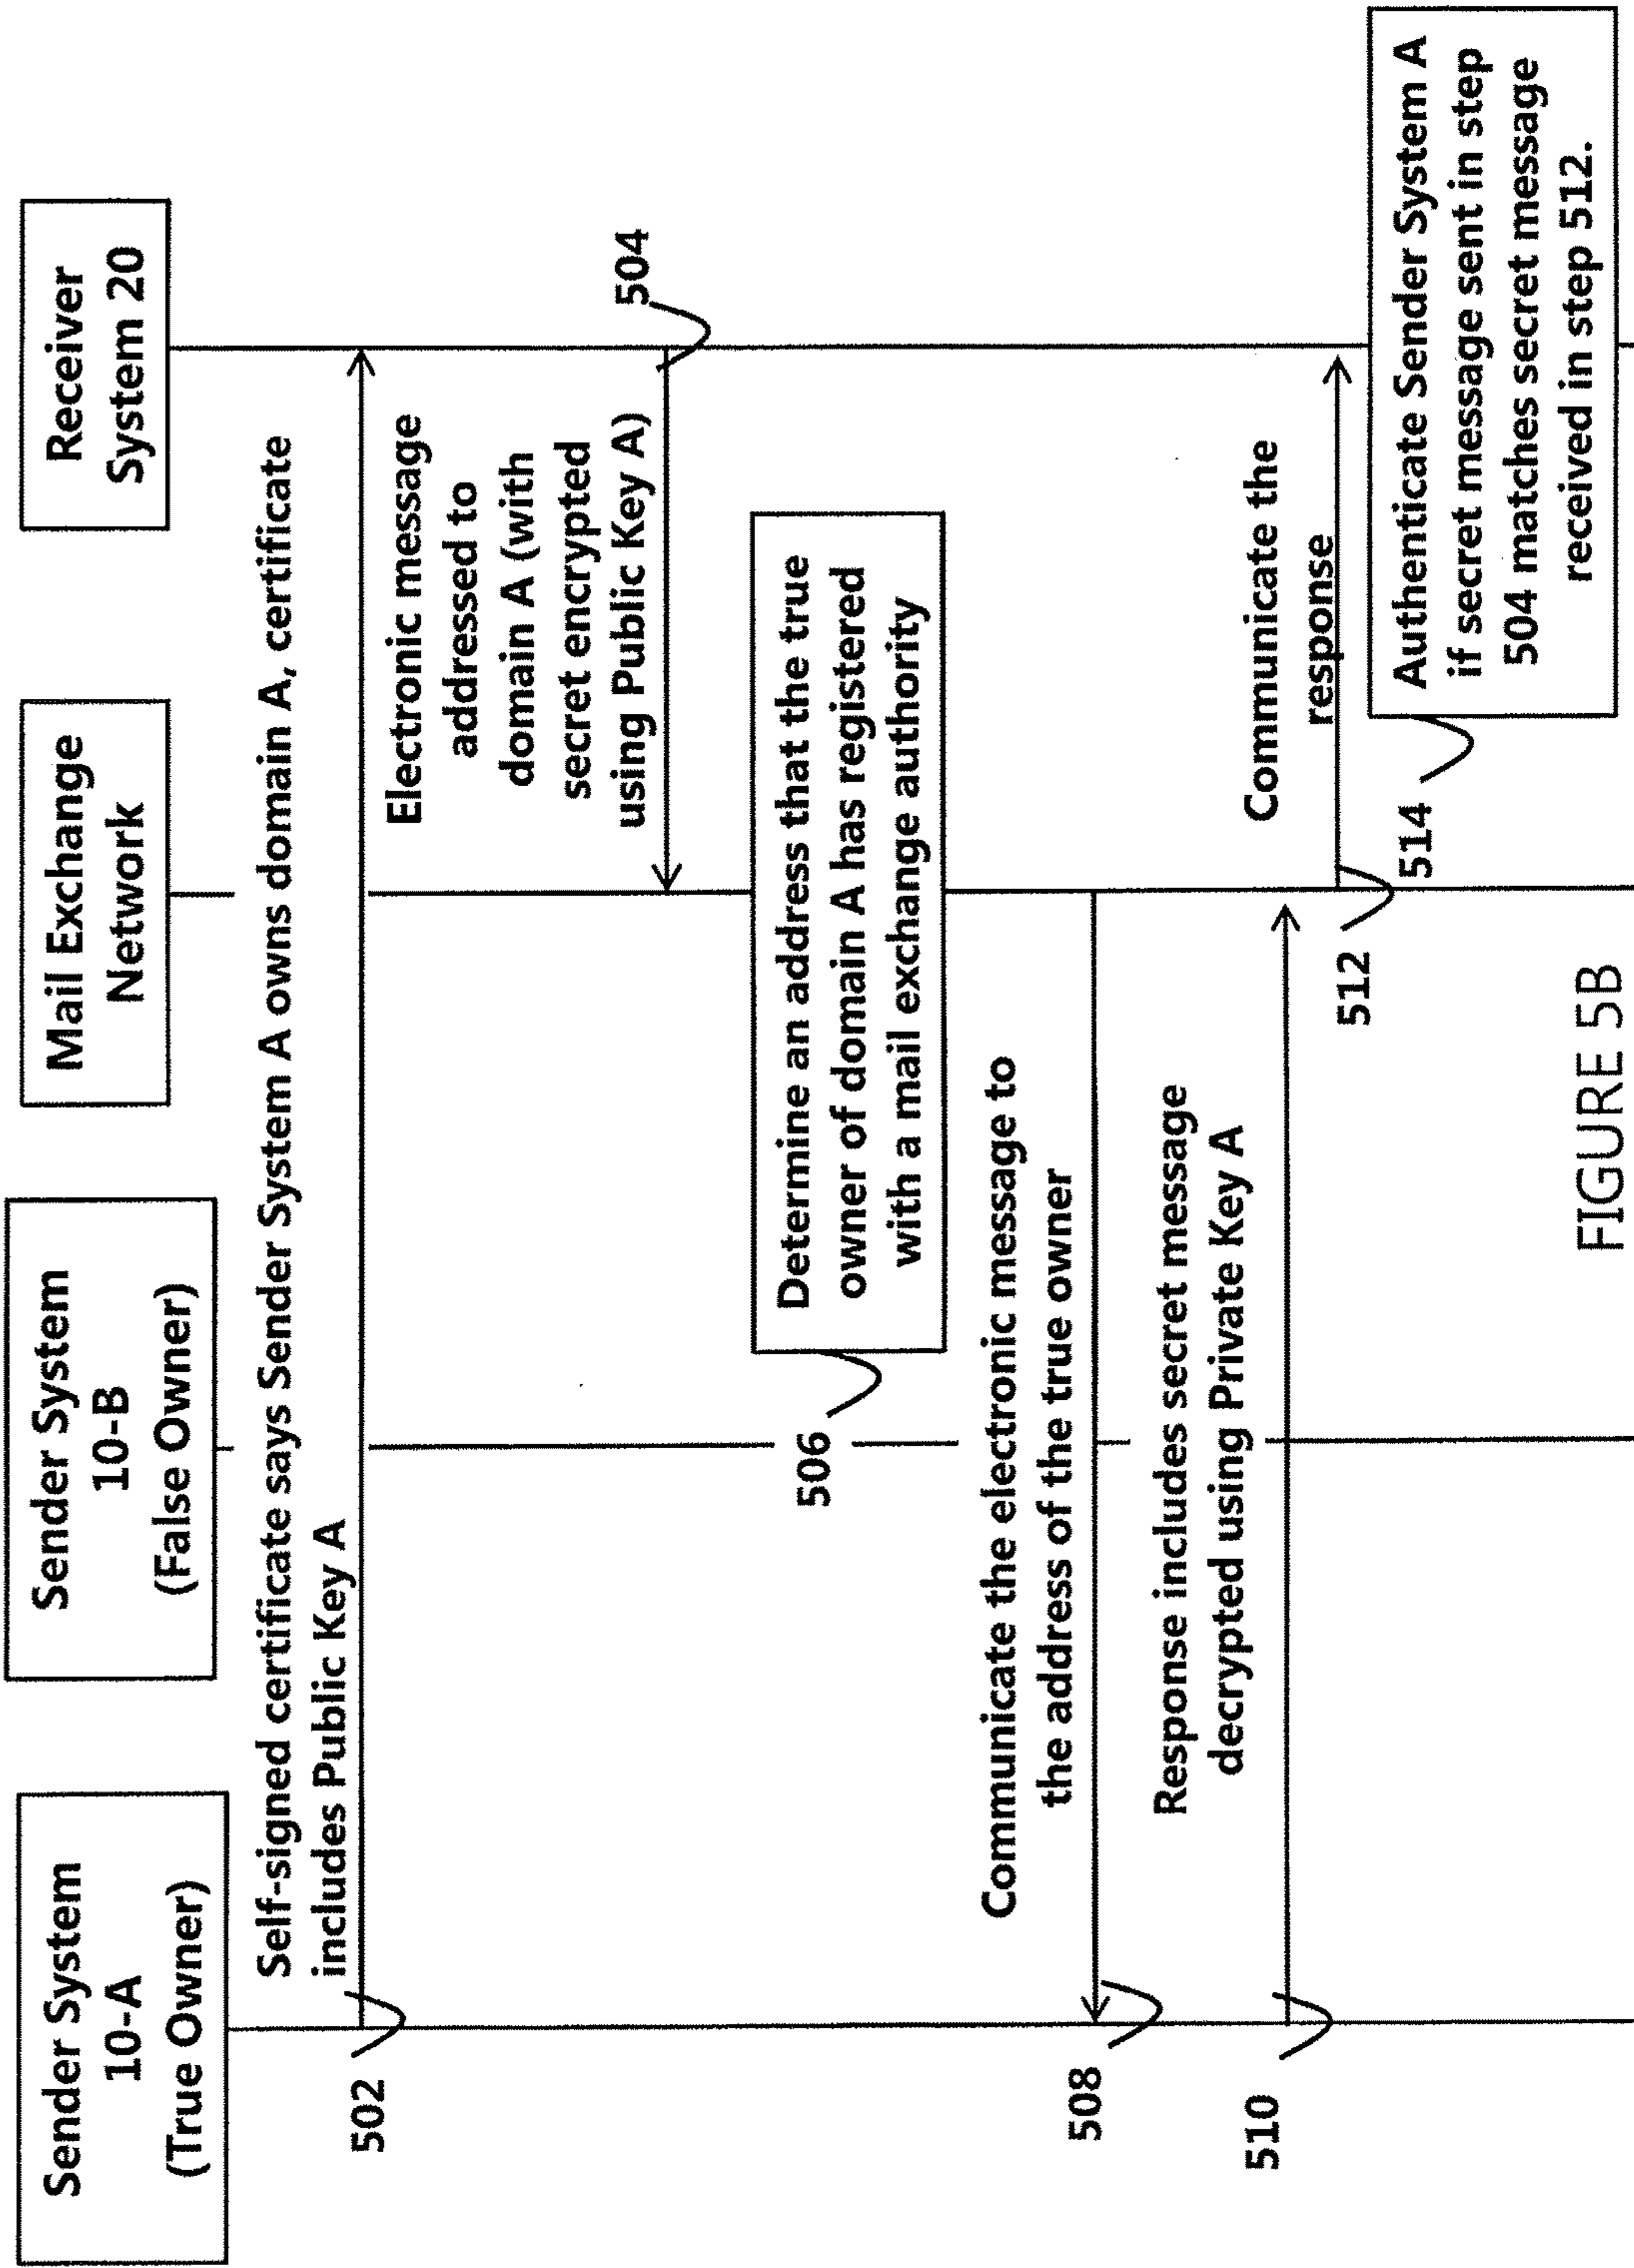 Sender System
10-A
(True Owner)
Sender System
10-B
(False Owner)
Mail Exchange
Network
Receiver
System 20
Self-signed certificate says Sender System A owns domain A, certificate
includes Public Key A
502
Electronic message
addressed to
domain A (with
secret encrypted
using Public Key A)
504
Determine an address that the true
owner of domain A has registered
with a mail exchange authority
506
Communicate the electronic message to
the address of the true owner
508
Response includes secret message
decrypted using Private Key A
510
Communicate the
response
512
Authenticate Sender System A
if secret message sent in step
504 matches secret message
received in step 512.
514
FIGURE 5B